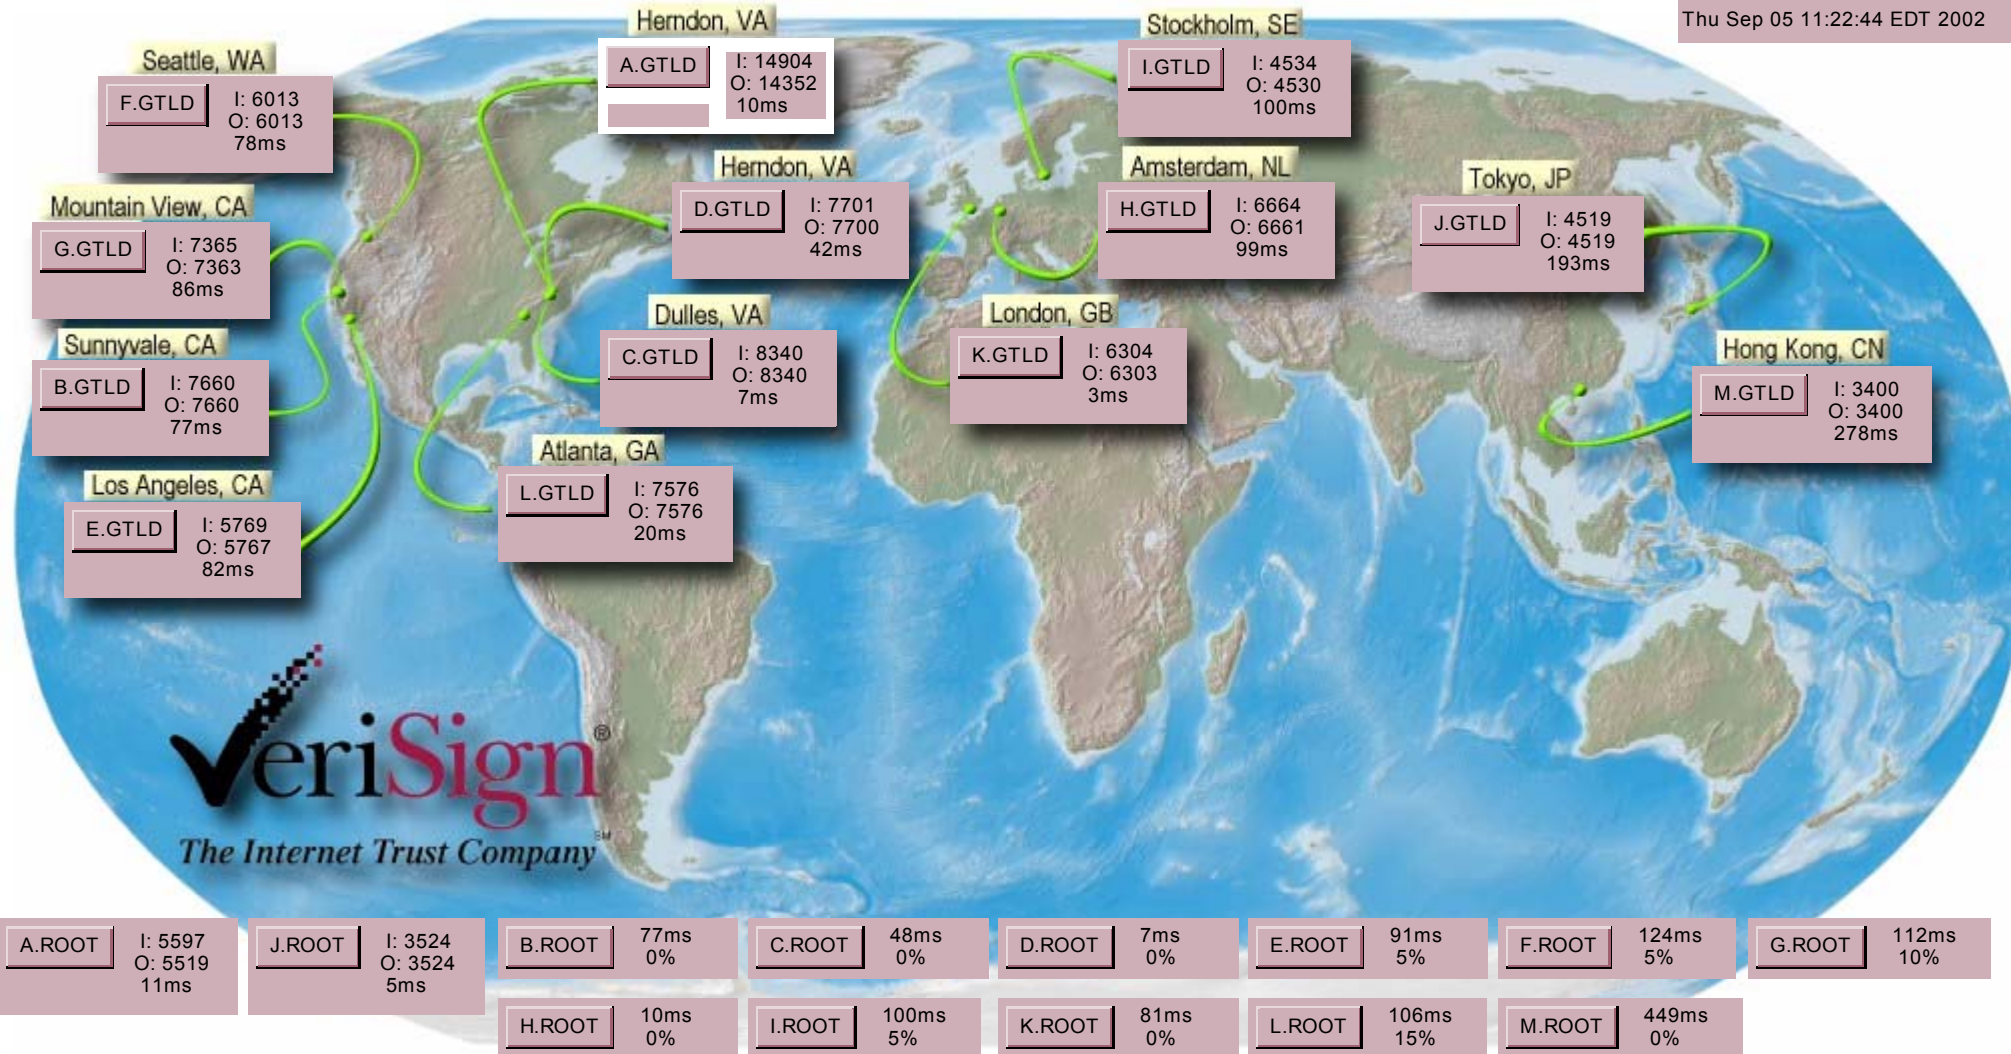 Thu Sep 05 11:22:44 EDT 2002
Herndon, VA
A.GTLD
I: 14904
O: 14352
10ms
Stockholm, SE
I.GTLD
I: 4534
O: 4530
100ms
Seattle, WA
F.GTLD
I: 6013
O: 6013
78ms
Herndon, VA
D.GTLD
I: 7701
O: 7700
42ms
Amsterdam, NL
H.GTLD
I: 6664
O: 6661
99ms
Tokyo, JP
J.GTLD
I: 4519
O: 4519
193ms
Mountain View, CA
G.GTLD
I: 7365
O: 7363
86ms
Dulles, VA
C.GTLD
I: 8340
O: 8340
7ms
London, GB
K.GTLD
I: 6304
O: 6303
3ms
Sunnyvale, CA
B.GTLD
I: 7660
O: 7660
77ms
Hong Kong, CN
M.GTLD
I: 3400
O: 3400
278ms
Atlanta, GA
L.GTLD
I: 7576
O: 7576
20ms
Los Angeles, CA
E.GTLD
I: 5769
O: 5767
82ms
VeriSign®
The Internet Trust Company SM
A.ROOT
I: 5597
O: 5519
11ms
J.ROOT
I: 3524
O: 3524
5ms
B.ROOT
77ms
0%
C.ROOT
48ms
0%
D.ROOT
7ms
0%
E.ROOT
91ms
5%
F.ROOT
124ms
5%
G.ROOT
112ms
10%
H.ROOT
10ms
0%
I.ROOT
100ms
5%
K.ROOT
81ms
0%
L.ROOT
106ms
15%
M.ROOT
449ms
0%